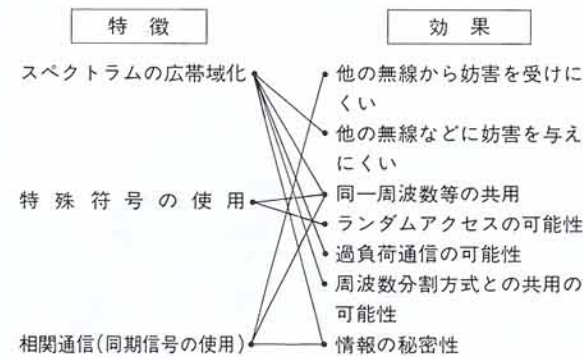 特徴
効果
スペクトラムの広帯域化
他の無線から妨害を受けに
くい
他の無線などに妨害を与え
にくい
特殊符号の使用
同一周波数等の共用
ランダムアクセスの可能性
過負荷通信の可能性
周波数分割方式との共用の
可能性
相関通信(同期信号の使用)
情報の秘密性